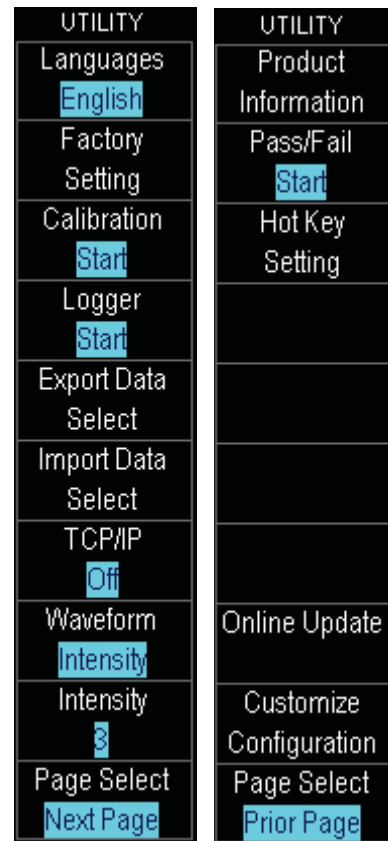 UTILITY
Languages
English
Factory
Setting
Calibration
Start
Logger
Start
Export Data
Select
Import Data
Select
TCP/IP
Off
Waveform
Intensity
Intensity
3
Page Select
Next Page
UTILITY
Product
Information
Pass/Fail
Start
Hot Key
Setting
Online Update
Customize
Configuration
Page Select
Prior Page